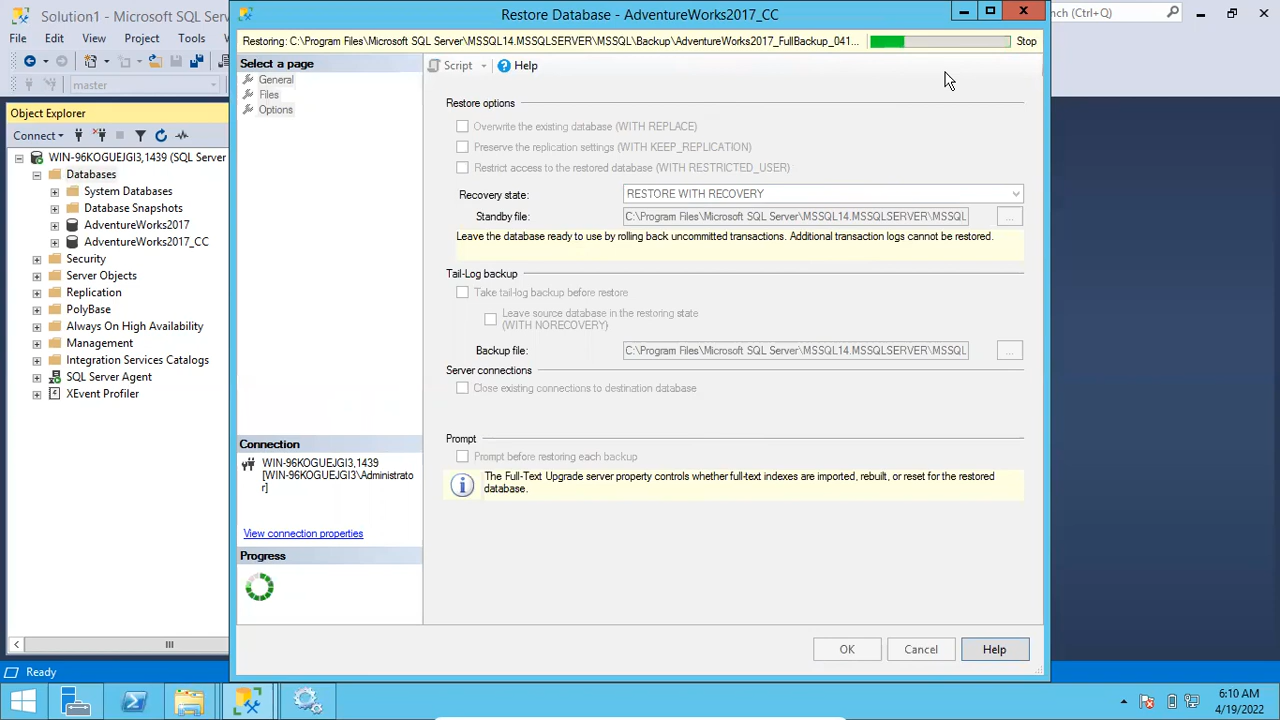 Solution1 - Microsoft SQL Server
Restore Database - AdventureWorks2017_CC
ch (Ctrl+Q)
File Edit View Project
Restoring: C:\Program Files\Microsoft SQL Server\MSSQL14.MSSQLSERVER\MSSQL\Backup\AdventureWorks2017_FullBackup_041... Stop
Select a page
Script Help
General
Files
Options
master
Object Explorer
Connect
WIN-96KOGUEJGI3,1439 (SQL Server
Databases
System Databases
Database Snapshots
AdventureWorks2017
AdventureWorks2017_CC
Security
Server Objects
Replication
PolyBase
Always On High Availability
Management
Integration Services Catalogs
SQL Server Agent
XEvent Profiler
Restore options
Overwrite the existing database (WITH REPLACE)
Preserve the replication settings (WITH KEEP_REPLICATION)
Restrict access to the restored database (WITH RESTRICTED_USER)
Recovery state: RESTORE WITH RECOVERY
Standby file: C:\Program Files\Microsoft SQL Server\MSSQL14.MSSQLSERVER\MSSQL ...
Leave the database ready to use by rolling back uncommitted transactions. Additional transaction logs cannot be restored.
Tail-Log backup
Take tail-log backup before restore
Leave source database in the restoring state
(WITH NORECOVERY)
Backup file: C:\Program Files\Microsoft SQL Server\MSSQL14.MSSQLSERVER\MSSQL ...
Server connections
Close existing connections to destination database
Prompt
Prompt before restoring each backup
The Full-Text Upgrade server property controls whether full-text indexes are imported, rebuilt, or reset for the restored
database.
Connection
WIN-96KOGUEJGI3,1439
[WIN-96KOGUEJGI3\Administrato
r]
View connection properties
Progress
OK Cancel Help
Ready
6:10 AM
4/19/2022